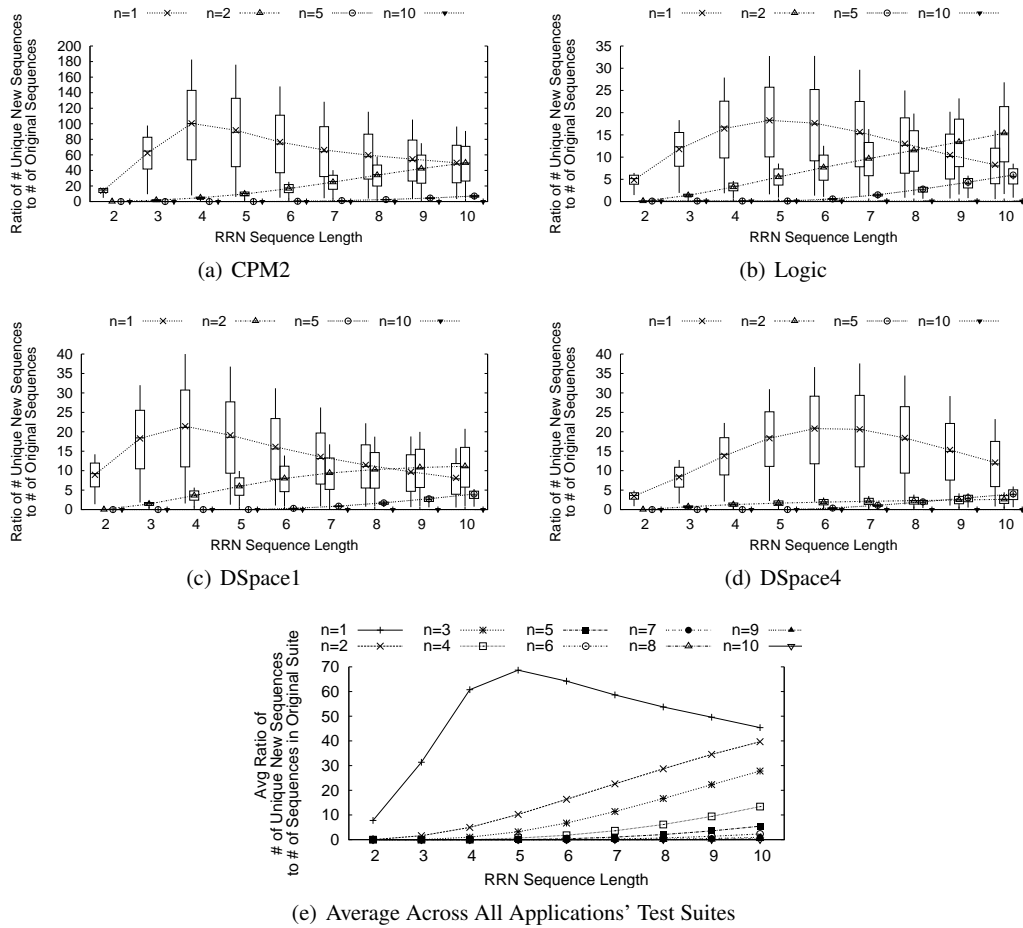 n=1 n=2 n=5 n=10
Ratio of # Unique New Sequences
to # of Original Sequences
200
180
160
140
120
100
80
60
40
20
0
2 3 4 5 6 7 8 9 10
RRN Sequence Length
(a) CPM2
n=1 n=2 n=5 n=10
Ratio of # Unique New Sequences
to # of Original Sequences
35
30
25
20
15
10
5
0
2 3 4 5 6 7 8 9 10
RRN Sequence Length
(b) Logic
n=1 n=2 n=5 n=10
Ratio of # Unique New Sequences
to # of Original Sequences
40
35
30
25
20
15
10
5
0
2 3 4 5 6 7 8 9 10
RRN Sequence Length
(c) DSpace1
n=1 n=2 n=5 n=10
Ratio of # Unique New Sequences
to # of Original Sequences
40
35
30
25
20
15
10
5
0
2 3 4 5 6 7 8 9 10
RRN Sequence Length
(d) DSpace4
n=1 n=3 n=5 n=7 n=9
n=2 n=4 n=6 n=8 n=10
Avg Ratio of
# of Unique New Sequences
to # of Sequences in Original Suite
70
60
50
40
30
20
10
0
2 3 4 5 6 7 8 9 10
RRN Sequence Length
(e) Average Across All Applications' Test Suites